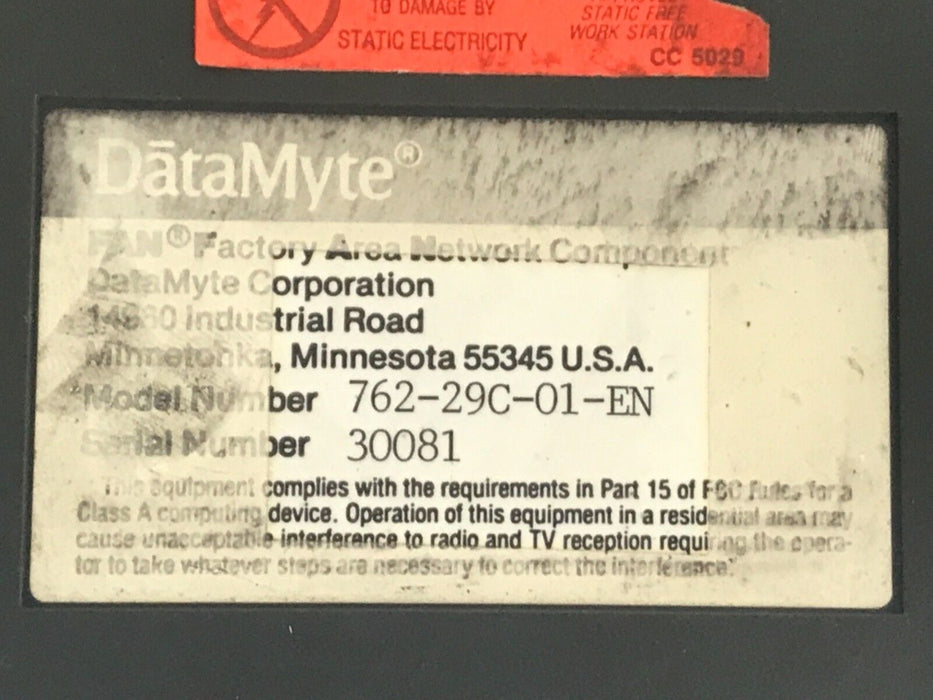 TO DAMAGE BY
STATIC ELECTRICITY
STATIC FREE
WORK STATION
CC 5029
DātaMyte®
FAN® Factory Area Network Component
DataMyte Corporation
14960 Industrial Road
Minnetonka, Minnesota 55345 U.S.A.
Model Number 762-29C-01-EN
Serial Number 30081
This equipment complies with the requirements in Part 15 of FCC Rules for a
Class A computing device. Operation of this equipment in a residential area may
cause unacceptable interference to radio and TV reception requiring the opera-
tor to take whatever steps are necessary to correct the interference.